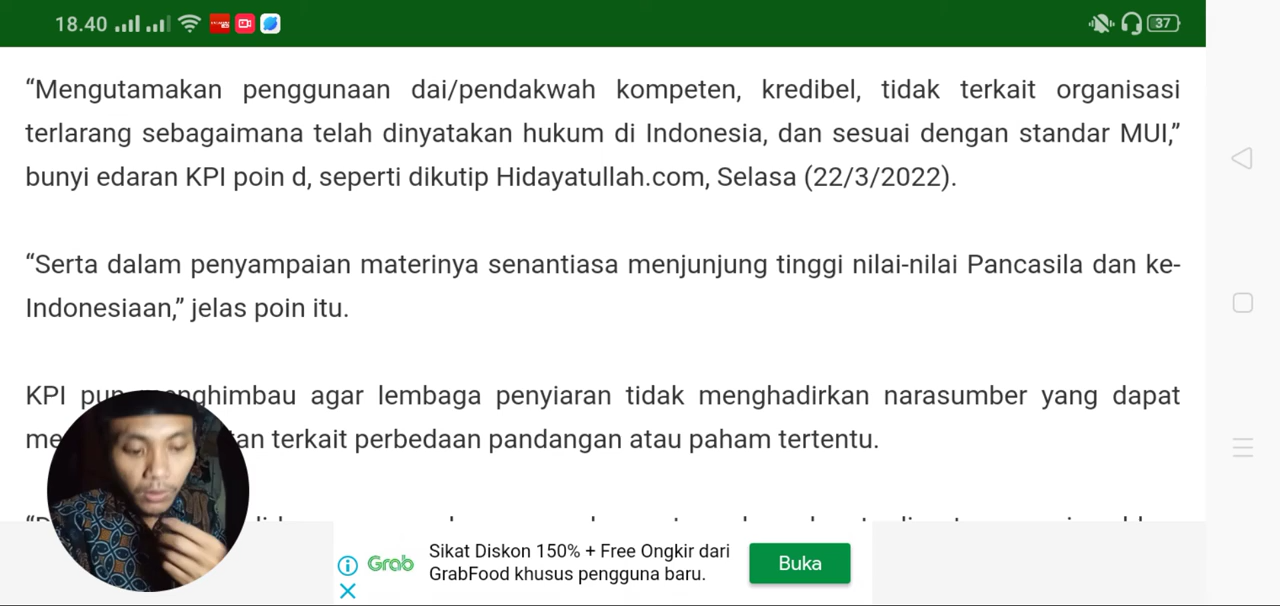 18.40
37
“Mengutamakan penggunaan dai/pendakwah kompeten, kredibel, tidak terkait organisasi
terlarang sebagaimana telah dinyatakan hukum di Indonesia, dan sesuai dengan standar MUI,”
bunyi edaran KPI poin d, seperti dikutip Hidayatullah.com, Selasa (22/3/2022).
“Serta dalam penyampaian materinya senantiasa menjunjung tinggi nilai-nilai Pancasila dan ke-
Indonesiaan,” jelas poin itu.
KPI pun menghimbau agar lembaga penyiaran tidak menghadirkan narasumber yang dapat
terkait perbedaan pandangan atau paham tertentu.
Grab
Sikat Diskon 150% + Free Ongkir dari
GrabFood khusus pengguna baru.
Buka